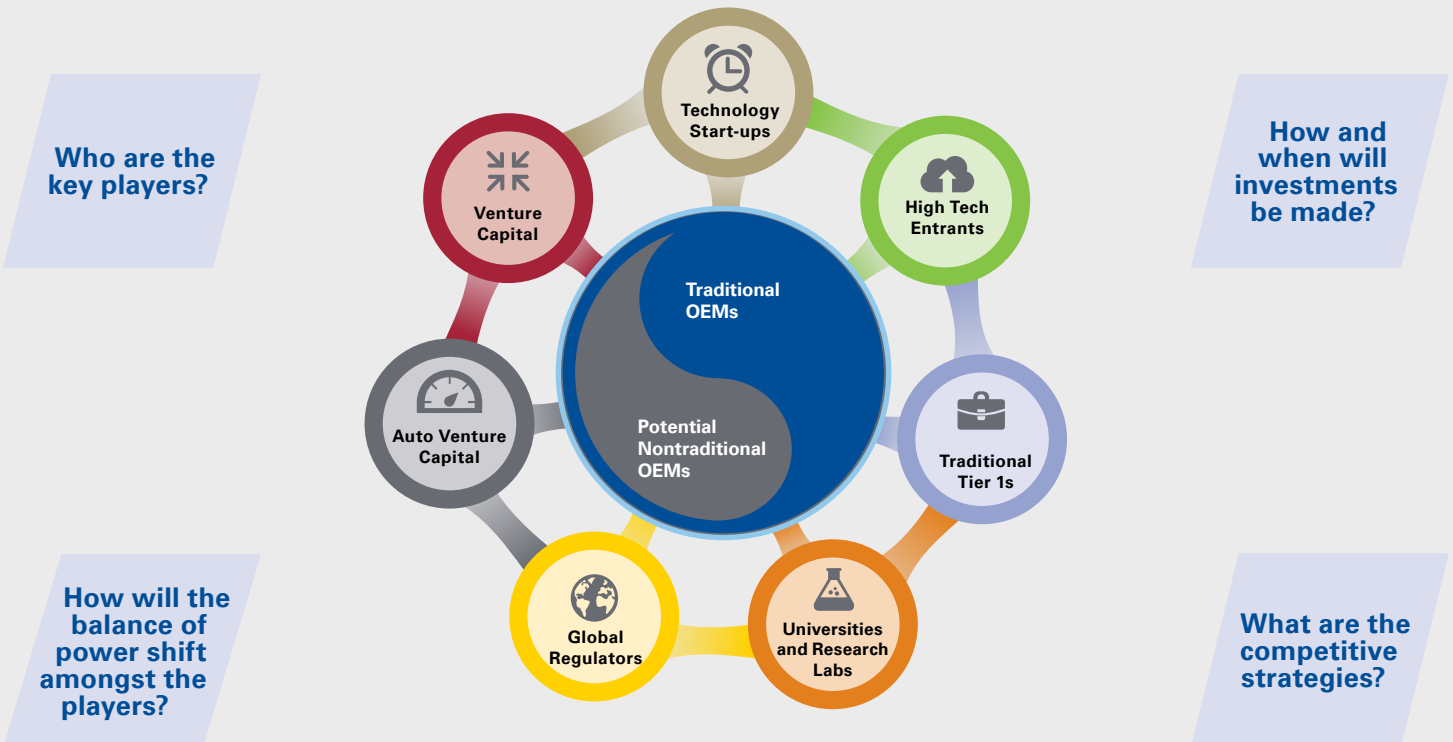 Technology
Start-ups
Who are the
key players?
How and
when will
investments
be made?
Venture
Capital
High Tech
Entrants
Traditional
OEMs
Auto Venture
Capital
Potential
Nontraditional
OEMs
Traditional
Tier 1s
How will the
balance of
power shift
amongst the
players?
Global
Regulators
Universities
and Research
Labs
What are the
competitive
strategies?